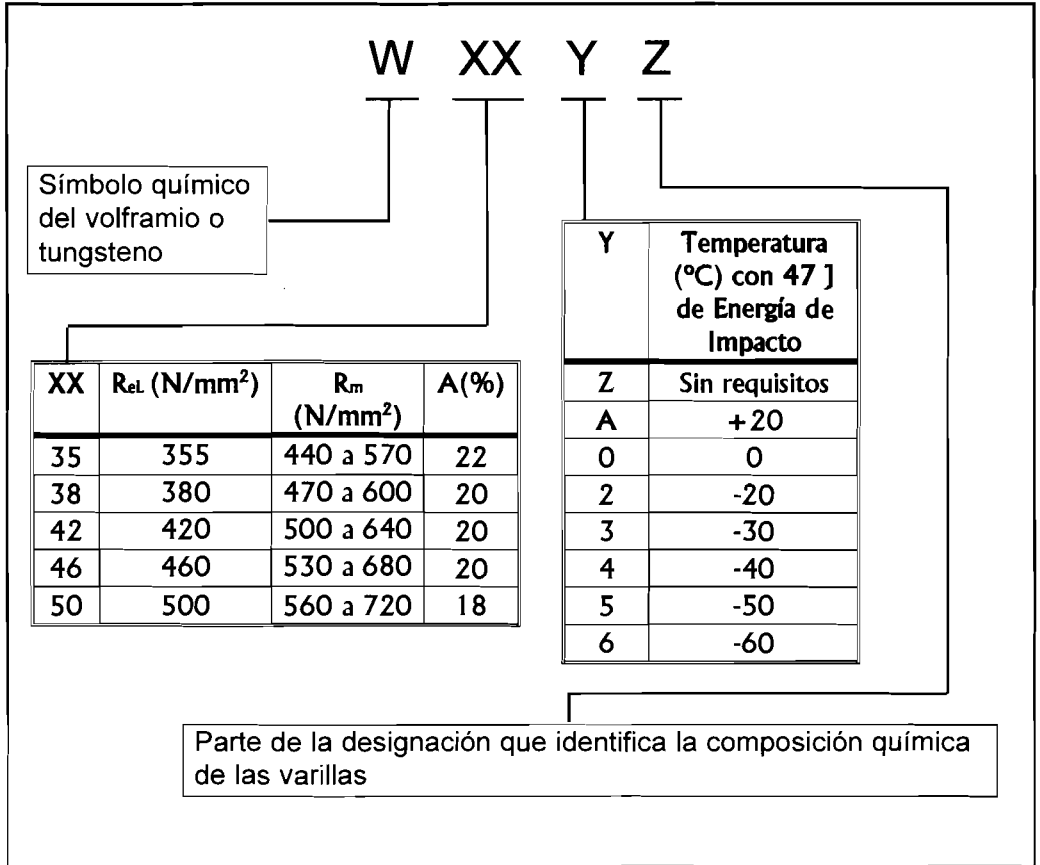 W XX Y Z
Símbolo químico
del volframio o
tungsteno
XX ReL (N/mm²) Rm (N/mm²) A(%)
35 355 440 a 570 22
38 380 470 a 600 20
42 420 500 a 640 20
46 460 530 a 680 20
50 500 560 a 720 18
Y Temperatura
(ºC) con 47 J
de Energía de
Impacto
Z Sin requisitos
A +20
0 0
2 -20
3 -30
4 -40
5 -50
6 -60
Parte de la designación que identifica la composición química
de las varillas